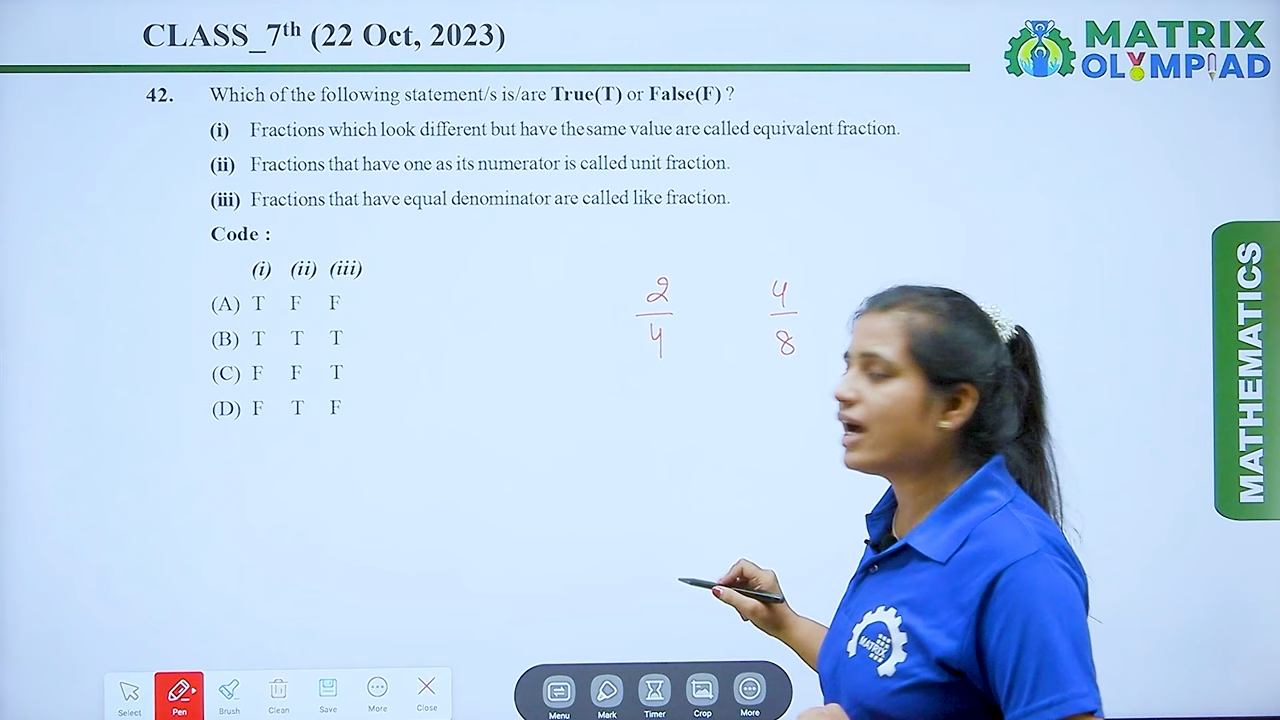 CLASS_7th (22 Oct, 2023)
MATRIX
OLYMPIAD
42. Which of the following statement/s is/are True(T) or False(F) ?
(i) Fractions which look different but have the same value are called equivalent fraction.
(ii) Fractions that have one as its numerator is called unit fraction.
(iii) Fractions that have equal denominator are called like fraction.
Code :
(i) (ii) (iii)
(A) T F F
(B) T T T
(C) F F T
(D) F T F
2 4
4 8
MATHEMATICS
MATRIX
Select Pen Brush Clean Save More Close
Menu Mark Timer Crop More